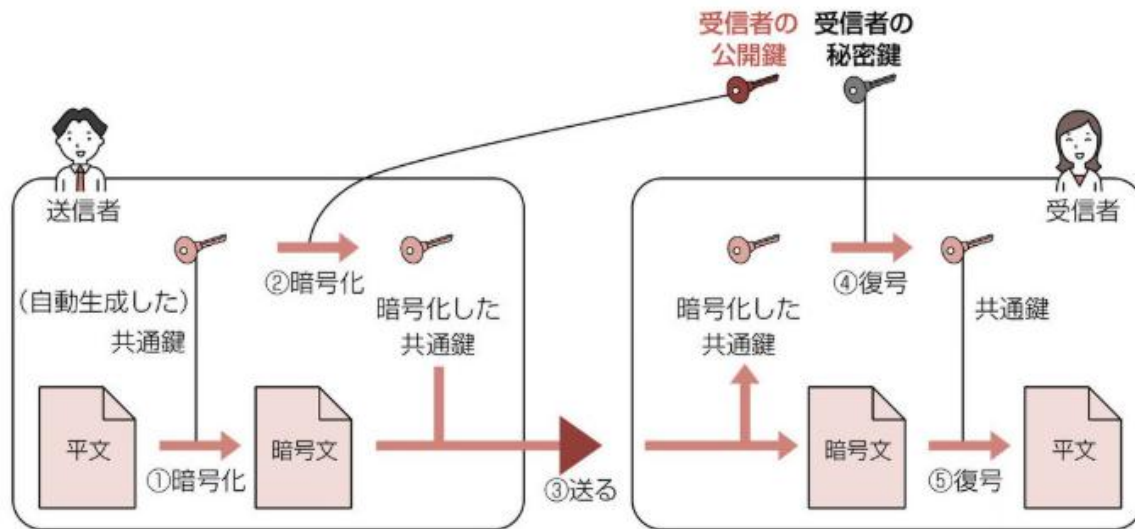 受信者の
公開鍵
受信者の
秘密鍵
送信者
受信者
②暗号化
④復号
(自動生成した)
共通鍵
暗号化した
共通鍵
暗号化した
共通鍵
共通鍵
平文
①暗号化
暗号文
③送る
暗号文
⑤復号
平文